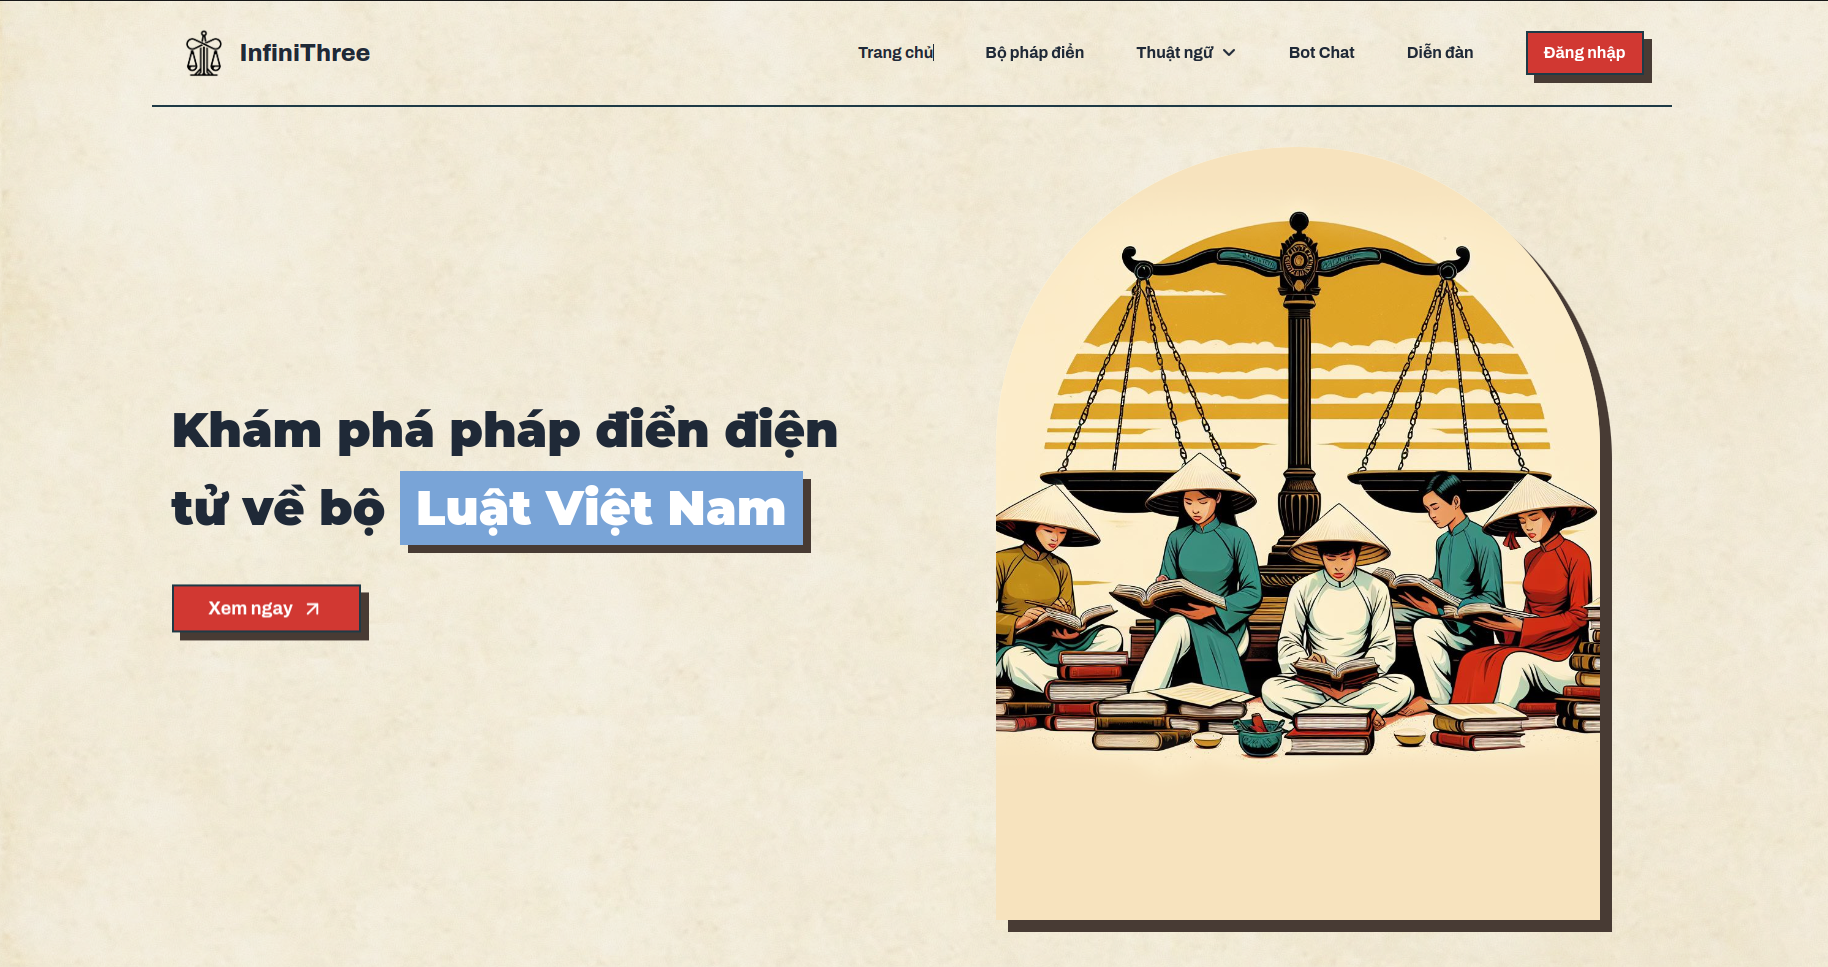 InfiniThree
Trang chủ
Bộ pháp điển
Thuật ngữ
Bot Chat
Diễn đàn
Đăng nhập
Khám phá pháp điển điện
tử về bộ Luật Việt Nam
Xem ngay